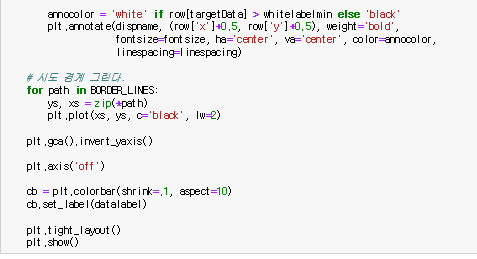 annocolor = 'white' if row[targetData] > whitelabelmin else 'black'
plt.annotate(dispname, (row['x']+0.5, row['y']+0.5), weight='bold',
fontsize=fontsize, ha='center', va='center', color=annocolor,
linespacing=linespacing)
# 시도 경계 그린다.
for path in BORDER_LINES:
ys, xs = zip(*path)
plt.plot(xs, ys, c='black', lw=2)
plt.gca().invert_yaxis()
plt.axis('off')
cb = plt.colorbar(shrink=.1, aspect=10)
cb.set_label(datalabel)
plt.tight_layout()
plt.show()